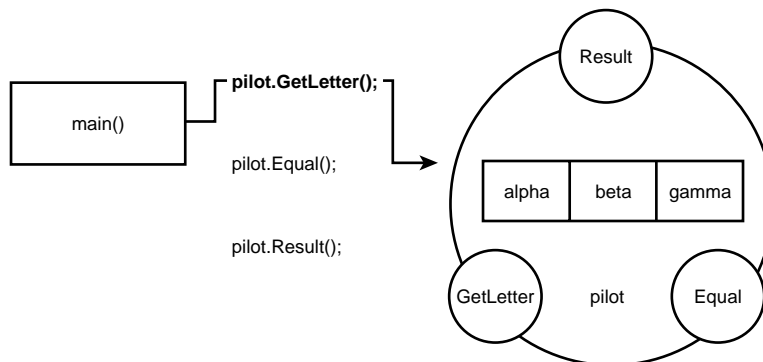 Result
pilot.GetLetter();
main()
pilot.Equal();
alpha beta gamma
pilot.Result();
GetLetter pilot Equal